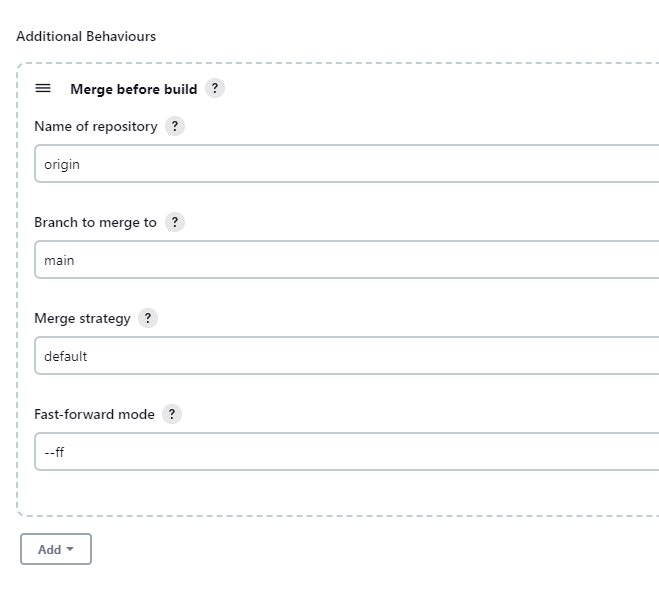 Additional Behaviours
Merge before build ?
Name of repository ?
origin
Branch to merge to ?
main
Merge strategy ?
default
Fast-forward mode ?
--ff
Add